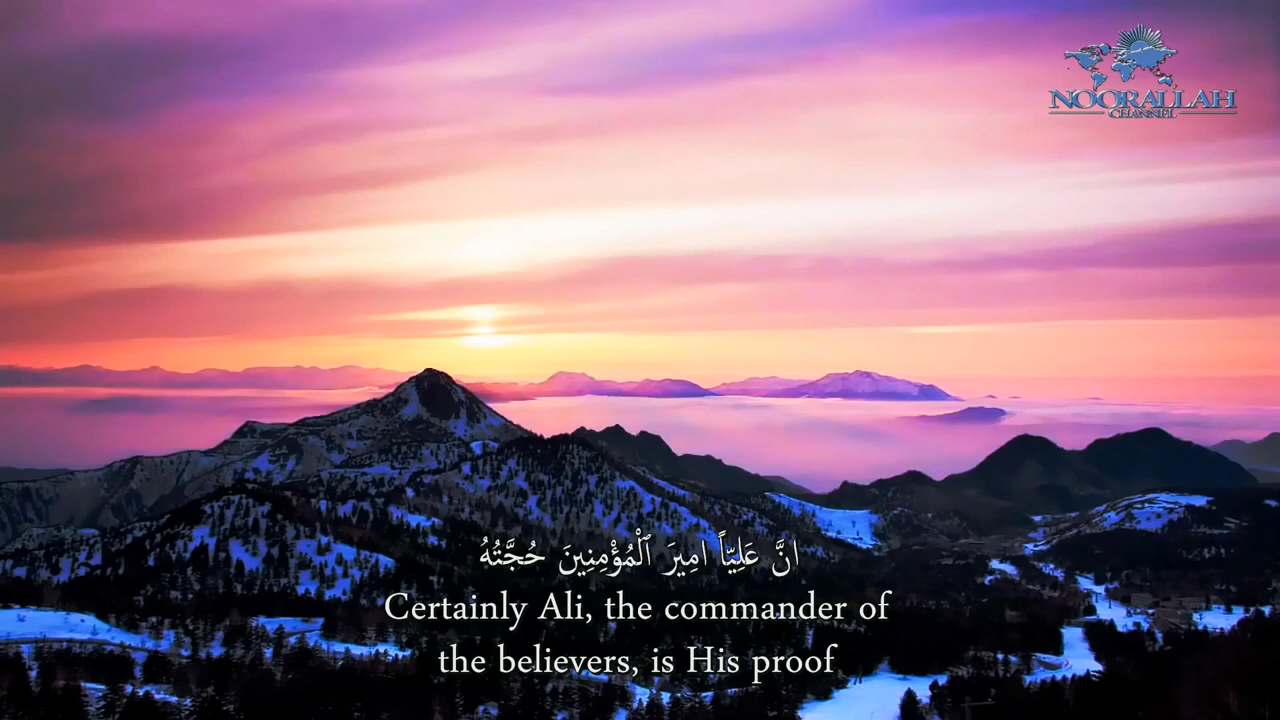 NOORALLAH
CHANNEL
انَّ عَلِيّاً امِيرَ ٱلْمُؤْمِنِينَ حُجَّتُهُ
Certainly Ali, the commander of
the believers, is His proof